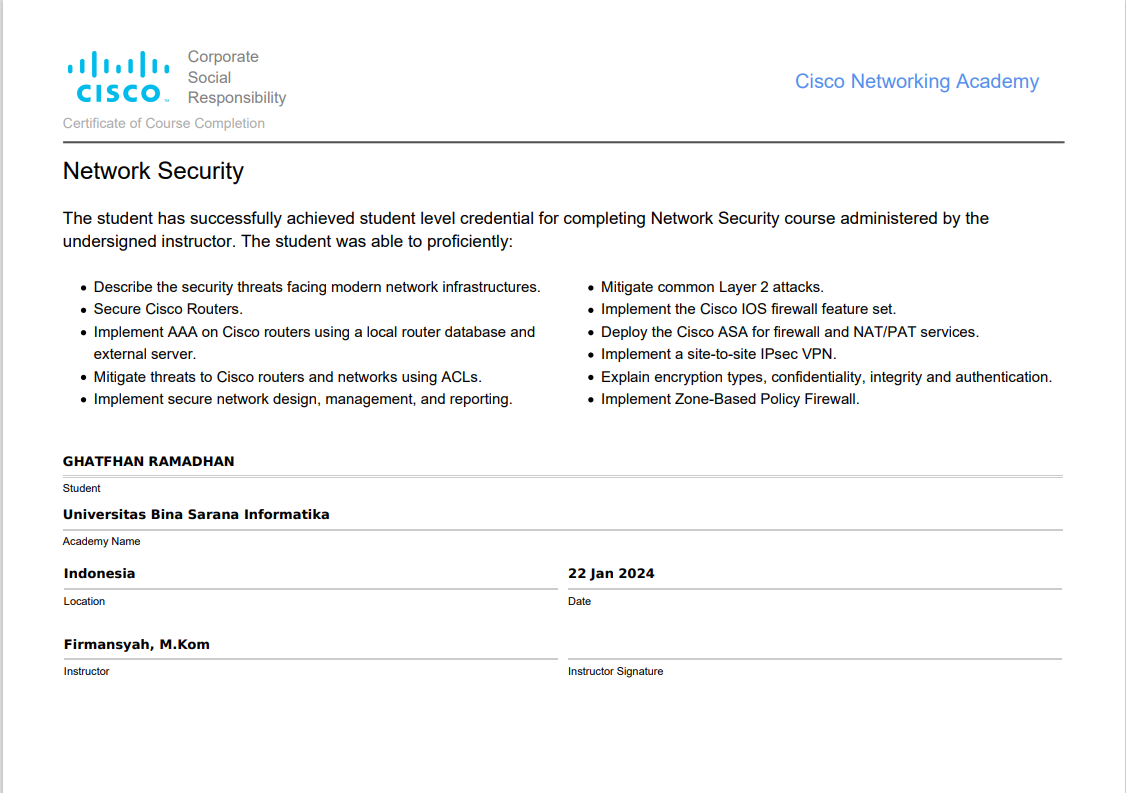 CISCO
Corporate
Social
Responsibility
Cisco Networking Academy
Certificate of Course Completion
Network Security
The student has successfully achieved student level credential for completing Network Security course administered by the
undersigned instructor. The student was able to proficiently:
• Describe the security threats facing modern network infrastructures.
• Secure Cisco Routers.
• Implement AAA on Cisco routers using a local router database and
external server.
• Mitigate threats to Cisco routers and networks using ACLs.
• Implement secure network design, management, and reporting.
• Mitigate common Layer 2 attacks.
• Implement the Cisco IOS firewall feature set.
• Deploy the Cisco ASA for firewall and NAT/PAT services.
• Implement a site-to-site IPsec VPN.
• Explain encryption types, confidentiality, integrity and authentication.
• Implement Zone-Based Policy Firewall.
GHATFHAN RAMADHAN
Student
Universitas Bina Sarana Informatika
Academy Name
Indonesia
Location
22 Jan 2024
Date
Firmansyah, M.Kom
Instructor
Instructor Signature